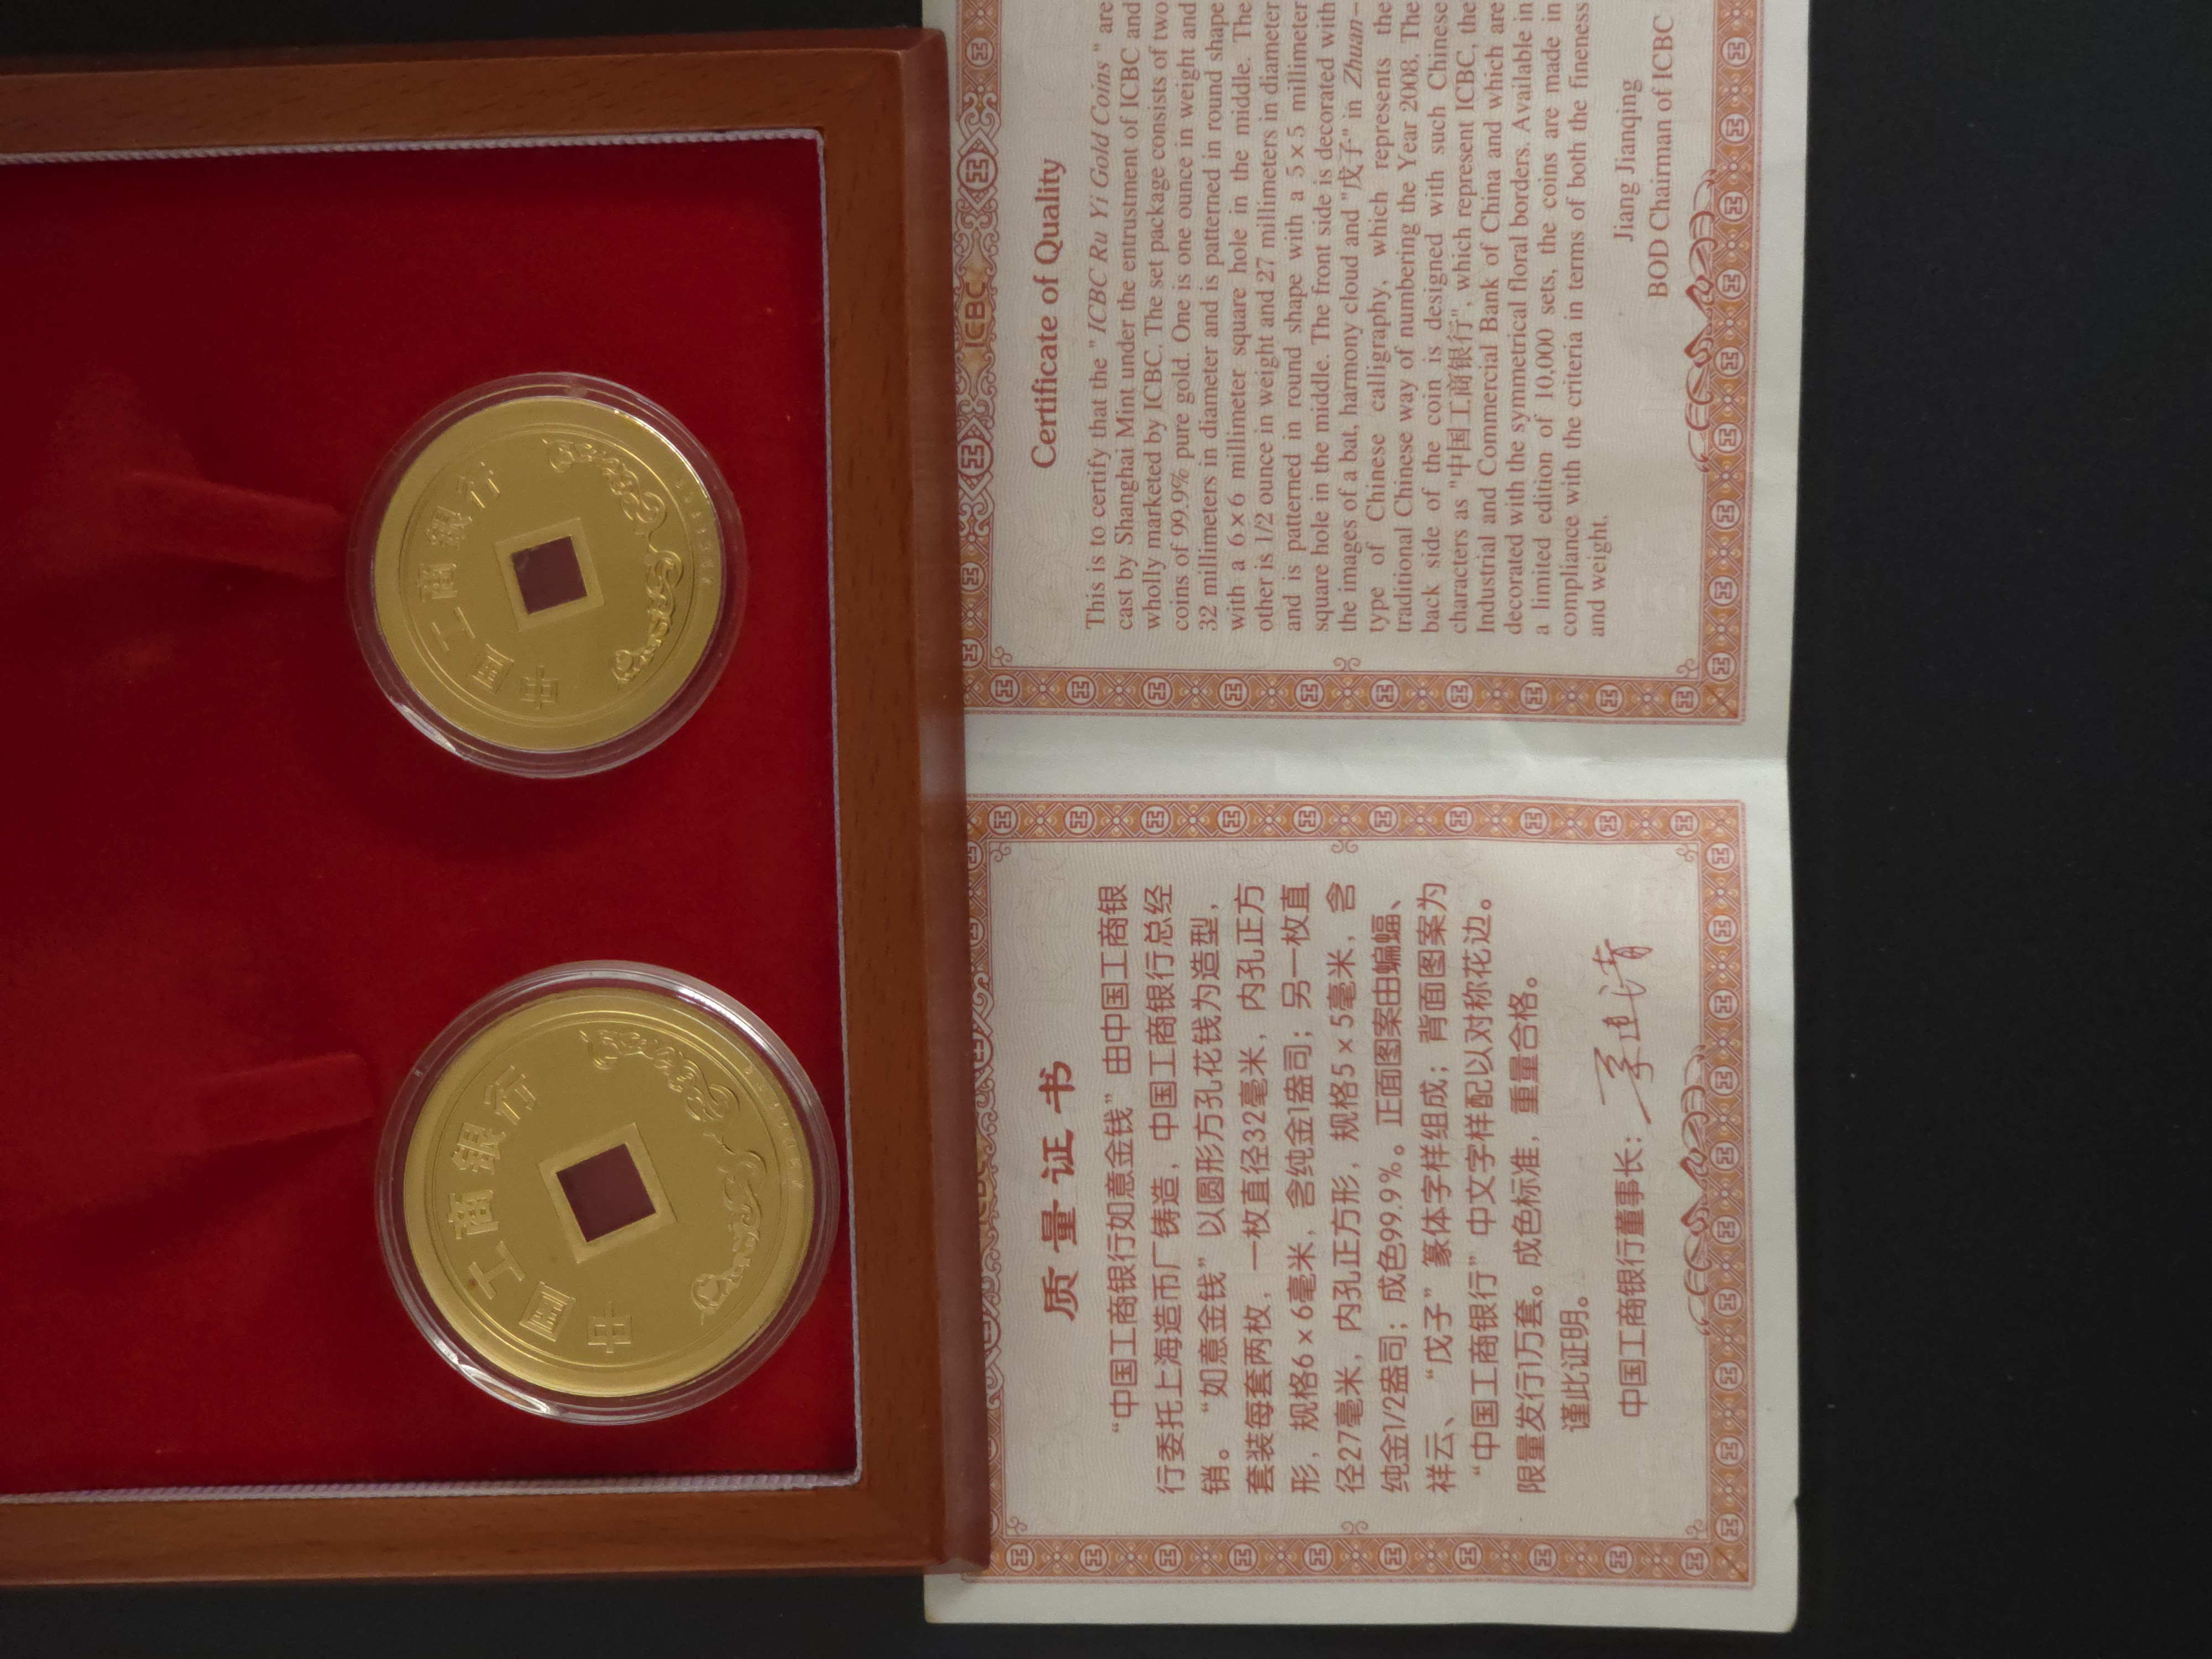 中國工商銀行
中國工商銀行
质量证书
“中国工商银行如意金钱”由中国工商银
行委托上海造币厂铸造，中国工商银行总经
销。“如意金钱”以圆形方孔花钱为造型，
套装每套两枚，一枚直径32毫米，内孔正方
形，规格6×6毫米，含纯金1盎司；另一枚直
径27毫米，内孔正方形，规格5×5毫米，含
纯金1/2盎司；成色99.9%。正面图案由蝙蝠、
祥云、“戊子”篆体字样组成；背面图案为
“中国工商银行”中文字样配以对称花边。
限量发行1万套。成色标准，重量合格。
谨此证明。
中国工商银行董事长：
ICBC
Certificate of Quality
This is to certify that the "ICBC Ru Yi Gold Coins" are
cast by Shanghai Mint under the entrustment of ICBC and
wholly marketed by ICBC. The set package consists of two
coins of 99.9% pure gold. One is one ounce in weight and
32 millimeters in diameter and is patterned in round shape
with a 6×6 millimeter square hole in the middle. The
other is 1/2 ounce in weight and 27 millimeters in diameter
and is patterned in round shape with a 5×5 millimeter
square hole in the middle. The front side is decorated with
the images of a bat, harmony cloud and "戊子" in Zhuan-
type of Chinese calligraphy, which represents the
traditional Chinese way of numbering the Year 2008. The
back side of the coin is designed with such Chinese
characters as "中国工商银行", which represent ICBC, the
Industrial and Commercial Bank of China and which are
decorated with the symmetrical floral borders. Available in
a limited edition of 10,000 sets, the coins are made in
compliance with the criteria in terms of both the fineness
and weight.
Jiang Jianqing
BOD Chairman of ICBC